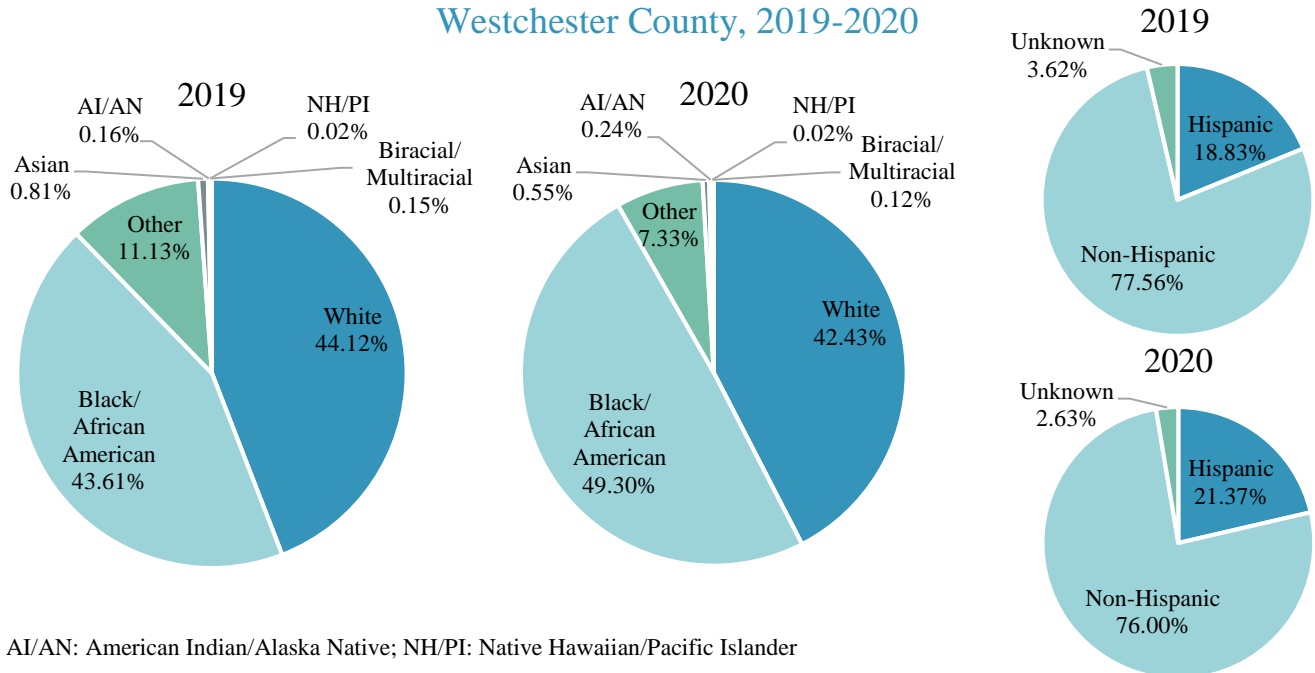 Westchester County, 2019-2020
2019
AI/AN
0.16%
NH/PI
0.02%
Asian
0.81%
Biracial/
Multiracial
0.15%
Other
11.13%
White
44.12%
Black/
African
American
43.61%
2020
AI/AN
0.24%
NH/PI
0.02%
Asian
0.55%
Biracial/
Multiracial
0.12%
Other
7.33%
White
42.43%
Black/
African
American
49.30%
2019
Unknown
3.62%
Hispanic
18.83%
Non-Hispanic
77.56%
2020
Unknown
2.63%
Hispanic
21.37%
Non-Hispanic
76.00%
AI/AN: American Indian/Alaska Native; NH/PI: Native Hawaiian/Pacific Islander